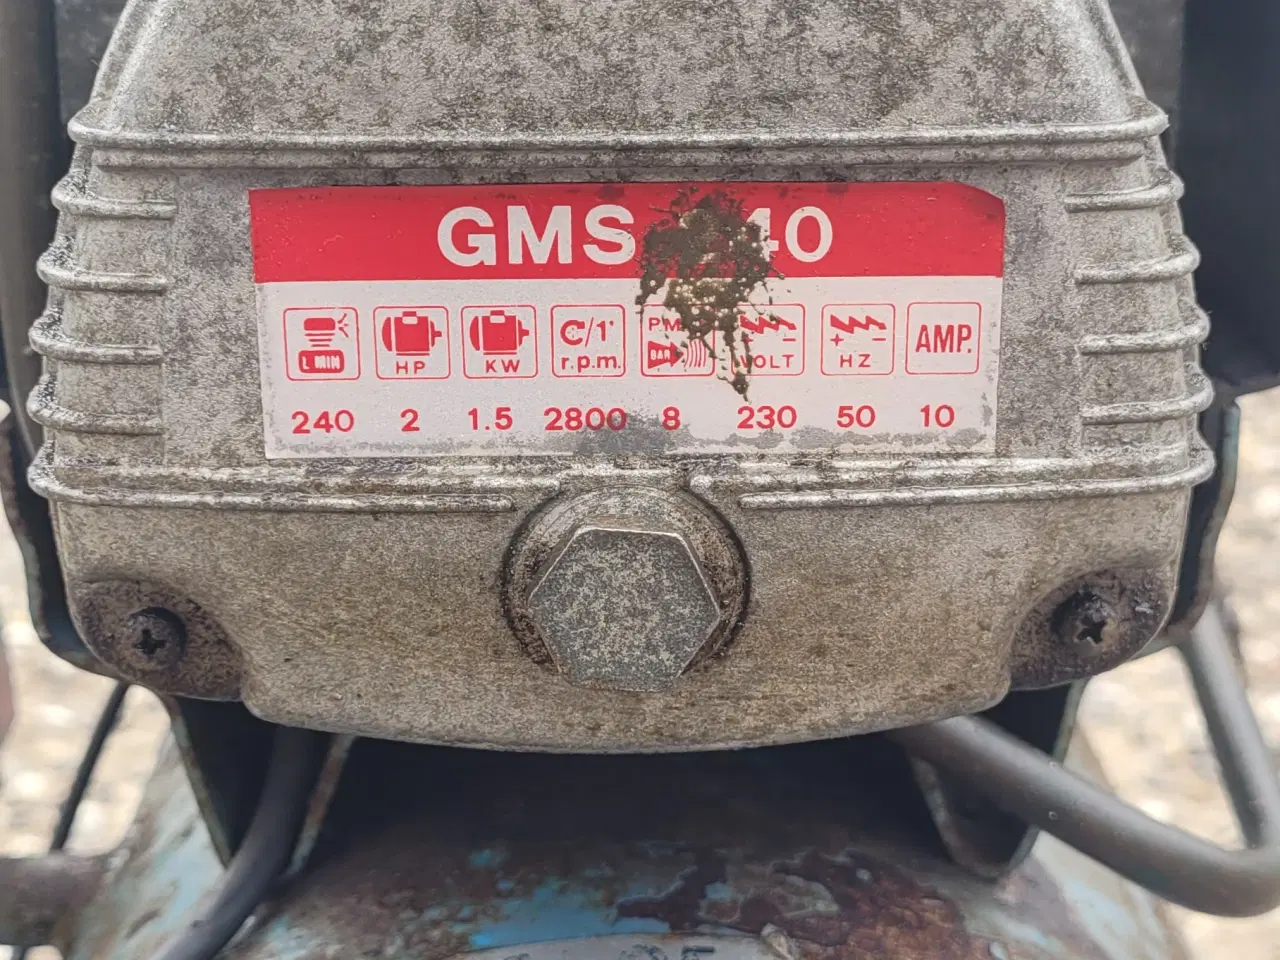 GMS 40
L MIN HP KW C/1' r.p.m. P.M. BAR VOLT HZ AMP.
240 2 1.5 2800 8 230 50 10